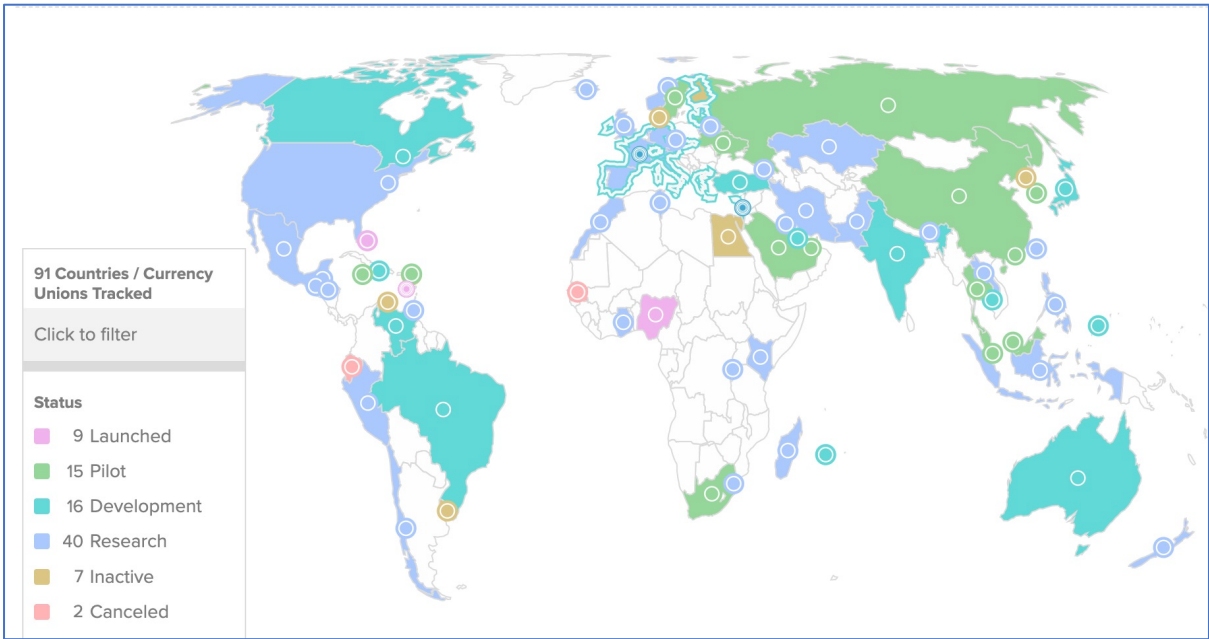 91 Countries / Currency
Unions Tracked
Click to filter
Status
9 Launched
15 Pilot
16 Development
40 Research
7 Inactive
2 Canceled